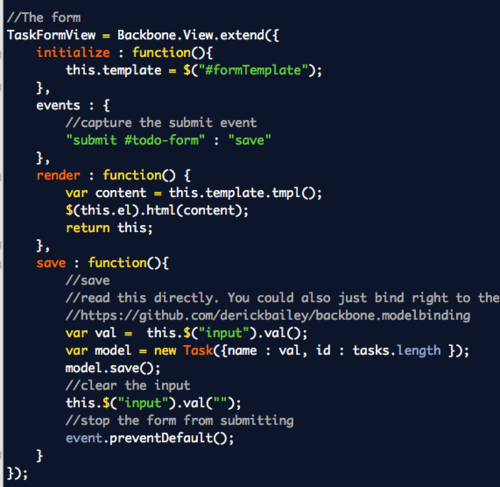 //The form
TaskFormView = Backbone.View.extend({
    initialize : function(){
        this.template = $("#formTemplate");
    },
    events : {
        //capture the submit event
        "submit #todo-form" : "save"
    },
    render : function() {
        var content = this.template.tmpl();
        $(this.el).html(content);
        return this;
    },
    save : function(){
        //save
        //read this directly. You could also just bind right to the
        //https://github.com/derickbailey/backbone.modelbinding
        var val =  this.$("input").val();
        var model = new Task({name : val, id : tasks.length });
        model.save();
        //clear the input
        this.$("input").val("");
        //stop the form from submitting
        event.preventDefault();
    }
});